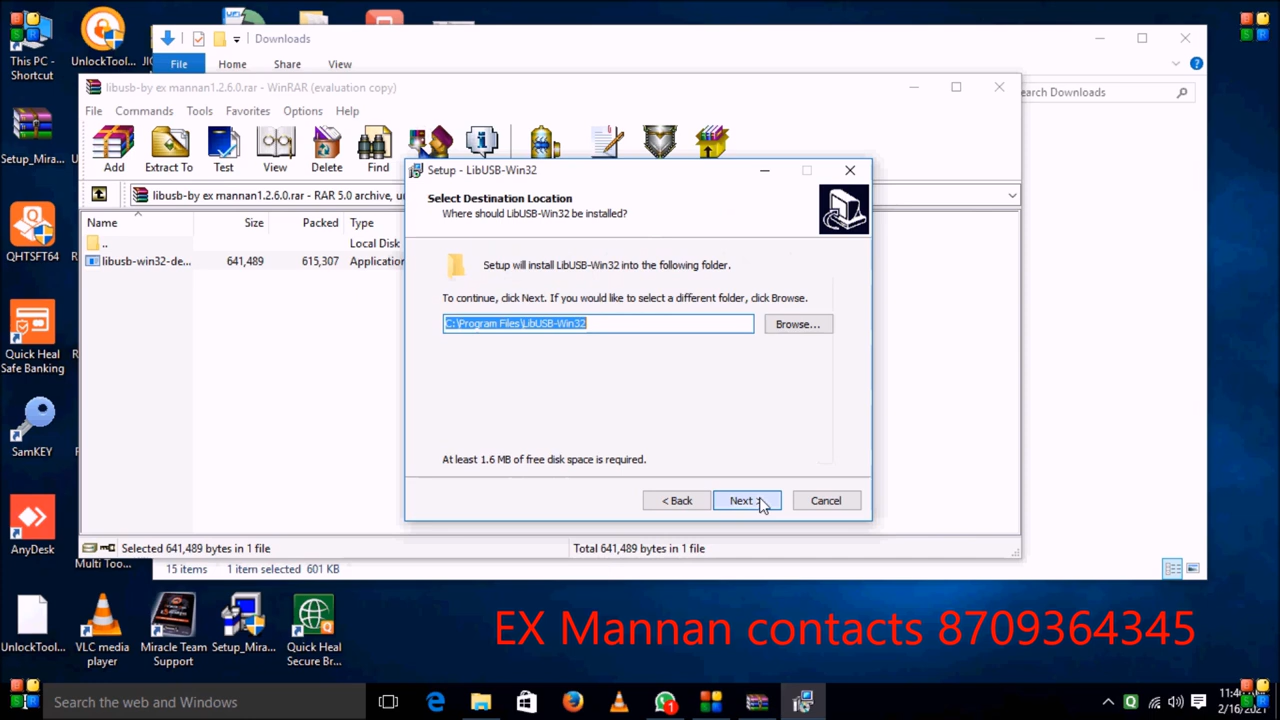 This PC -
Shortcut
UnlockTool...
Setup_Mira...
QHTSFT64
Quick Heal
Safe Banking
SamKEY
AnyDesk
Multi Too...
UnlockTool...
VLC media
player
Miracle Team
Support
Setup_Mira...
Quick Heal
Secure Br...
Downloads
File
Home
Share
View
earch Downloads
libusb-by ex mannan1.2.6.0.rar - WinRAR (evaluation copy)
File
Commands
Tools
Favorites
Options
Help
Add
Extract To
Test
View
Delete
Find
libusb-by ex mannan1.2.6.0.rar - RAR 5.0 archive, u
Name
Size
Packed
Type
..
Local Disk
libusb-win32-de...
641,489
615,307
Applicatior
Selected 641,489 bytes in 1 file
Total 641,489 bytes in 1 file
15 items
1 item selected 601 KB
Setup - LibUSB-Win32
Select Destination Location
Where should LibUSB-Win32 be installed?
Setup will install LibUSB-Win32 into the following folder.
To continue, click Next. If you would like to select a different folder, click Browse.
C:\Program Files\LibUSB-Win32
Browse...
At least 1.6 MB of free disk space is required.
< Back
Next >
Cancel
EX Mannan contacts 8709364345
Search the web and Windows